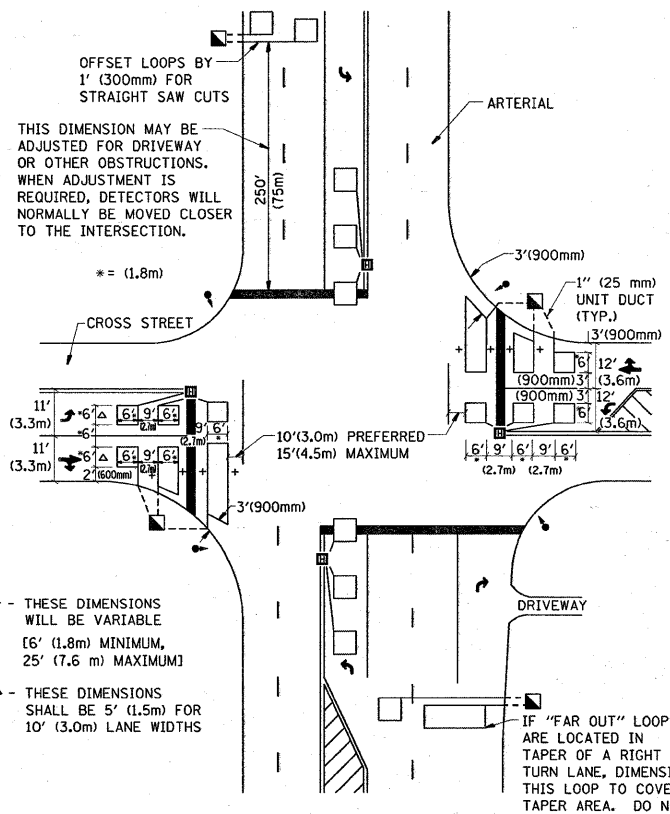 OFFSET LOOPS BY
1' (300mm) FOR
STRAIGHT SAW CUTS
THIS DIMENSION MAY BE
ADJUSTED FOR DRIVEWAY
OR OTHER OBSTRUCTIONS.
WHEN ADJUSTMENT IS
REQUIRED, DETECTORS WILL
NORMALLY BE MOVED CLOSER
TO THE INTERSECTION.
* = (1.8m)
250'
(75m)
ARTERIAL
CROSS STREET
3'(900mm)
1" (25 mm)
UNIT DUCT
(TYP.)
3'(900mm)
*6'
12'
(3.6m)
(900mm) 3'
(900mm) 3'
12'
(3.6m)
*6'
6' 9' 6' 9' 6'
* * *
(2.7m) (2.7m)
10'(3.0m) PREFERRED
15'(4.5m) MAXIMUM
11'
(3.3m)
*6' △ 6'* 9' 6'*
(2.7m)
*6'
9' 6'
(2.7m) *
11'
(3.3m)
*6' △ 6'* 9' 6'*
(2.7m)
2' (600mm)
3'(900mm)
- THESE DIMENSIONS
WILL BE VARIABLE
[6' (1.8m) MINIMUM,
25' (7.6 m) MAXIMUM]
- THESE DIMENSIONS
SHALL BE 5' (1.5m) FOR
10' (3.0m) LANE WIDTHS
DRIVEWAY
IF "FAR OUT" LOOP
ARE LOCATED IN
TAPER OF A RIGHT
TURN LANE, DIMENSI
THIS LOOP TO COVE
TAPER AREA. DO N